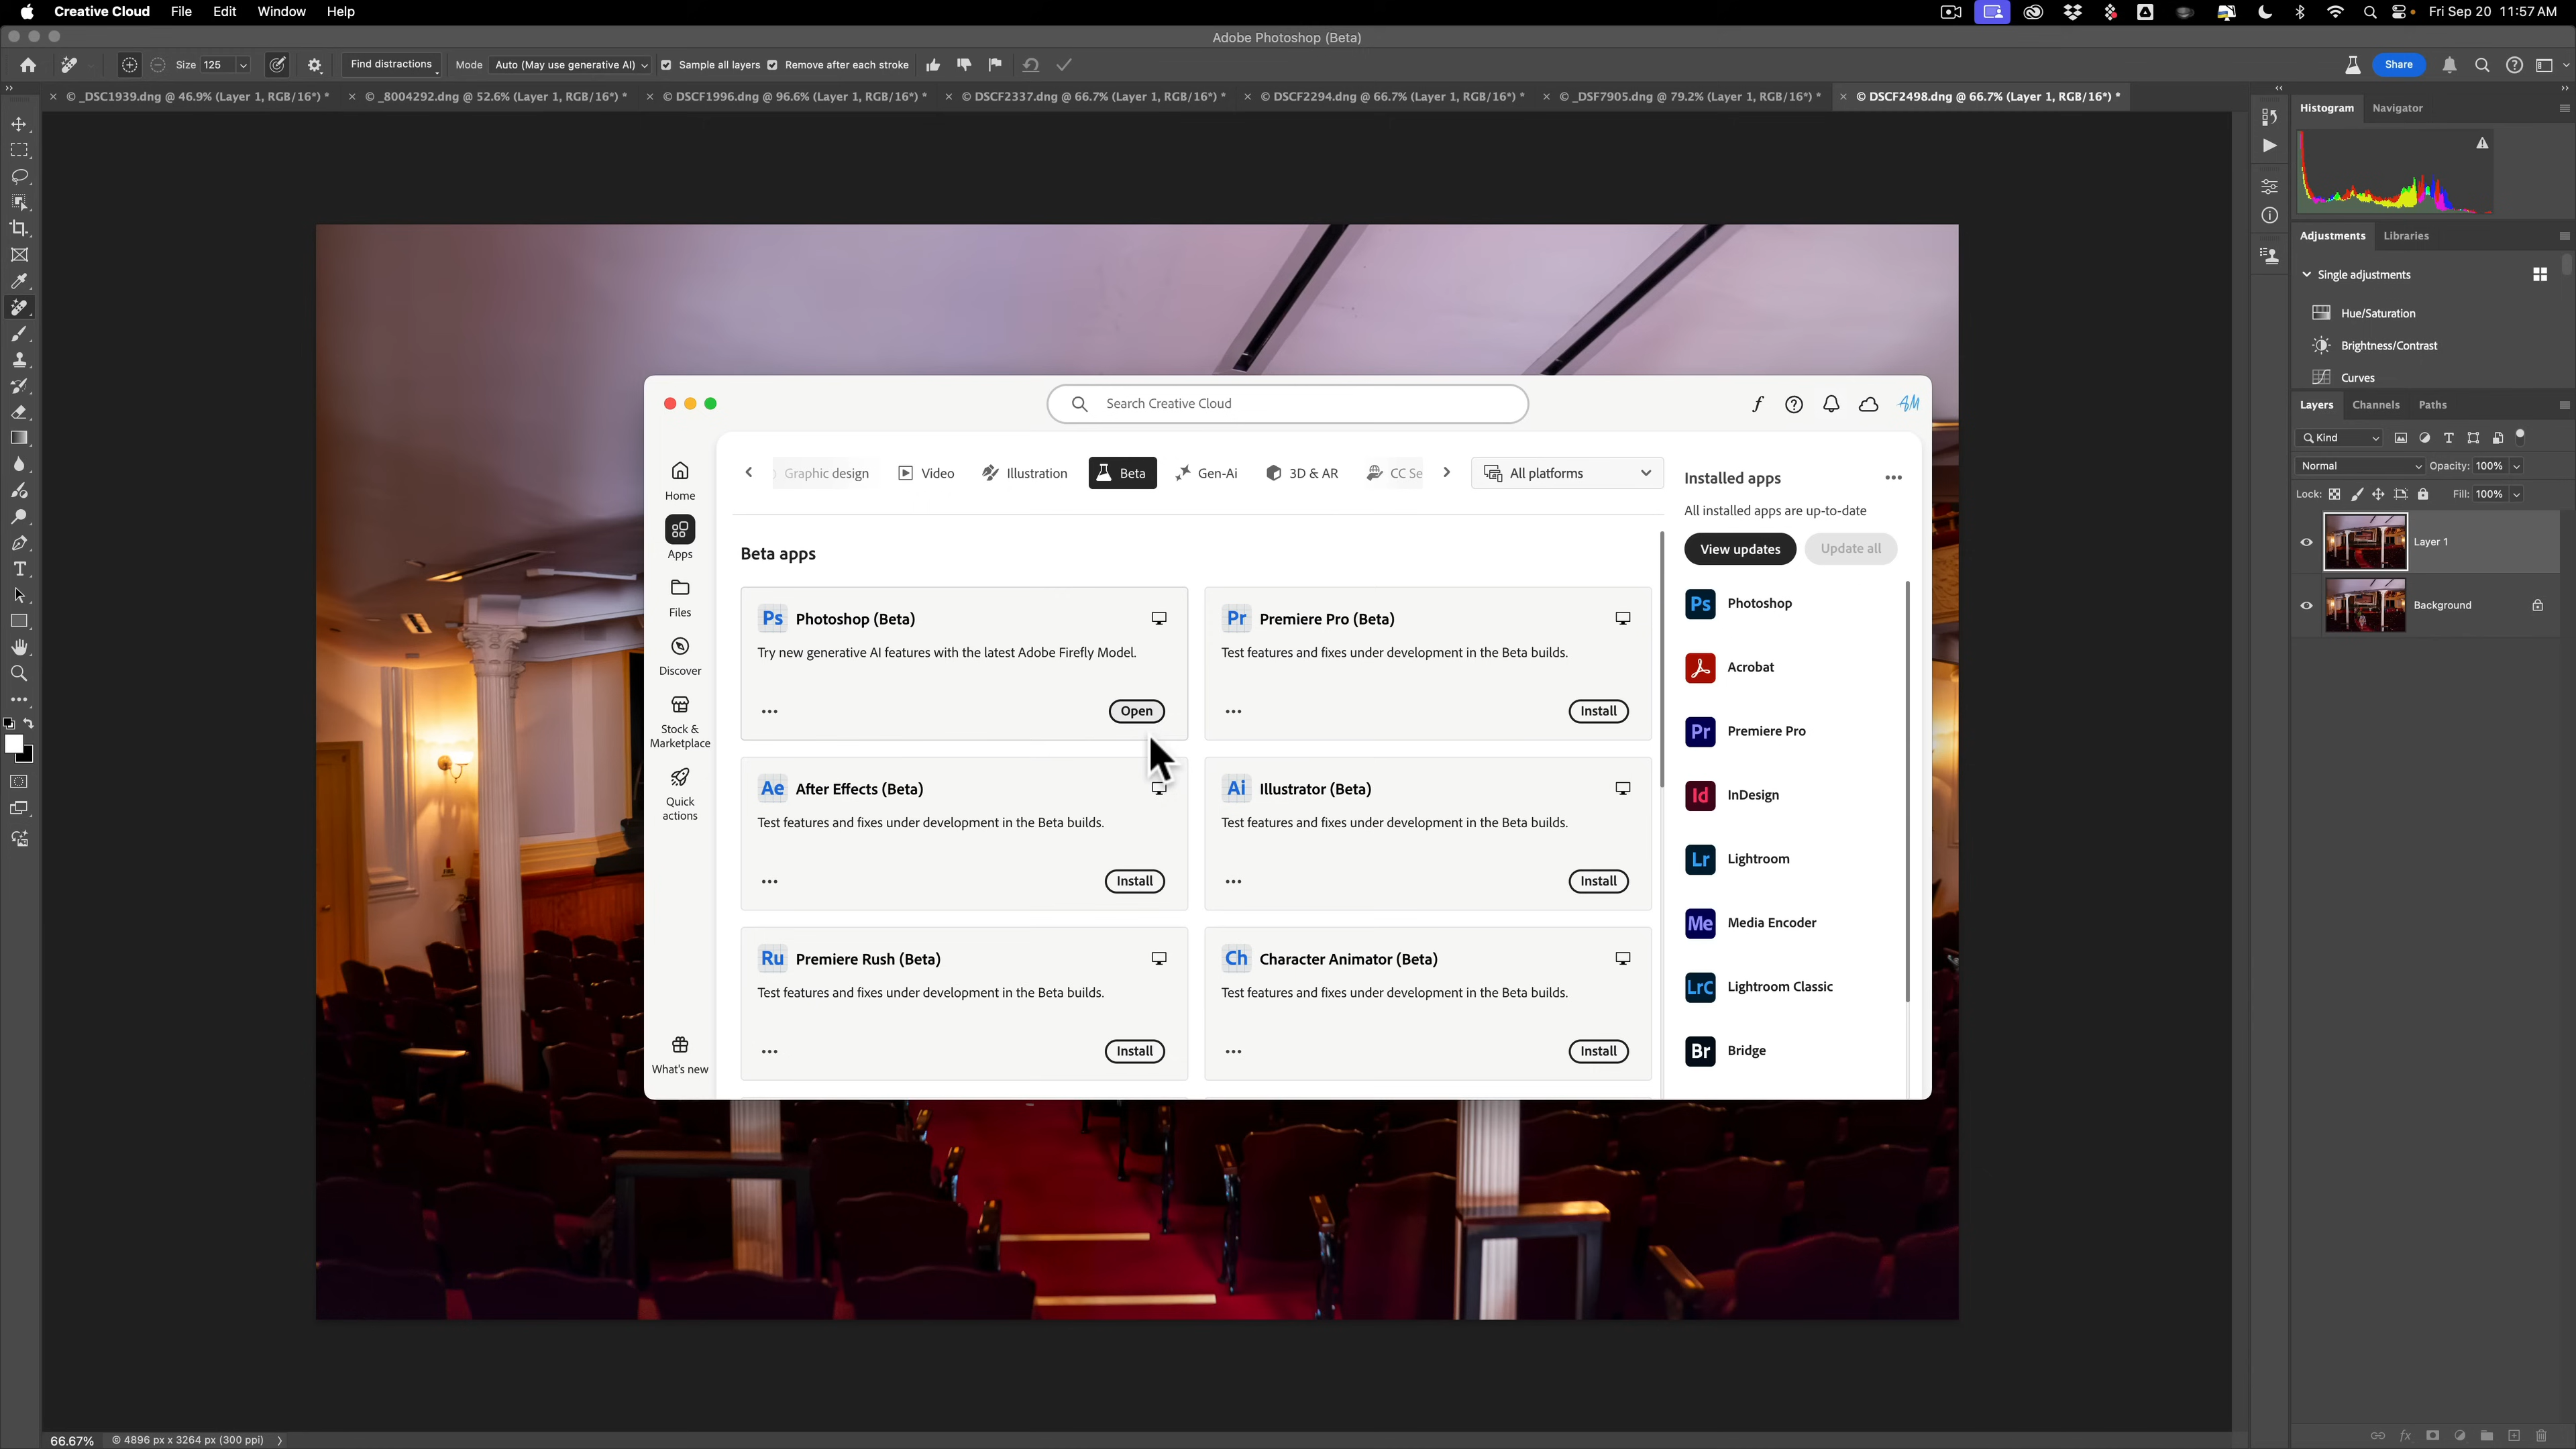 Creative Cloud File Edit Window Help
Fri Sep 20 11:57 AM
Adobe Photoshop (Beta)
Size 125 Find distractions Mode Auto (May use generative AI) Sample all layers Remove after each stroke
Share
© _DSC1939.dng @ 46.9% (Layer 1, RGB/16*) * © _8004292.dng @ 52.6% (Layer 1, RGB/16*) * © DSCF1996.dng @ 96.6% (Layer 1, RGB/16*) * © DSCF2337.dng @ 66.7% (Layer 1, RGB/16*) * © DSCF2294.dng @ 66.7% (Layer 1, RGB/16*) * © _DSF7905.dng @ 79.2% (Layer 1, RGB/16*) * © DSCF2498.dng @ 66.7% (Layer 1, RGB/16*) *
Search Creative Cloud
Home
Apps
Files
Discover
Stock &
Marketplace
Quick
actions
What's new
Graphic design Video Illustration Beta Gen-Ai 3D & AR CC Se
All platforms
Beta apps
Ps Photoshop (Beta)
Try new generative AI features with the latest Adobe Firefly Model.
Open
Pr Premiere Pro (Beta)
Test features and fixes under development in the Beta builds.
Install
Ae After Effects (Beta)
Test features and fixes under development in the Beta builds.
Install
Ai Illustrator (Beta)
Test features and fixes under development in the Beta builds.
Install
Ru Premiere Rush (Beta)
Test features and fixes under development in the Beta builds.
Install
Ch Character Animator (Beta)
Test features and fixes under development in the Beta builds.
Install
Installed apps
All installed apps are up-to-date
View updates Update all
Ps Photoshop
Acrobat
Pr Premiere Pro
Id InDesign
Lr Lightroom
Me Media Encoder
LrC Lightroom Classic
Br Bridge
Histogram Navigator
Adjustments Libraries
Single adjustments
Hue/Saturation
Brightness/Contrast
Curves
Layers Channels Paths
Kind
Normal Opacity: 100%
Lock: Fill: 100%
Layer 1
Background
66.67% © 4896 px x 3264 px (300 ppi)